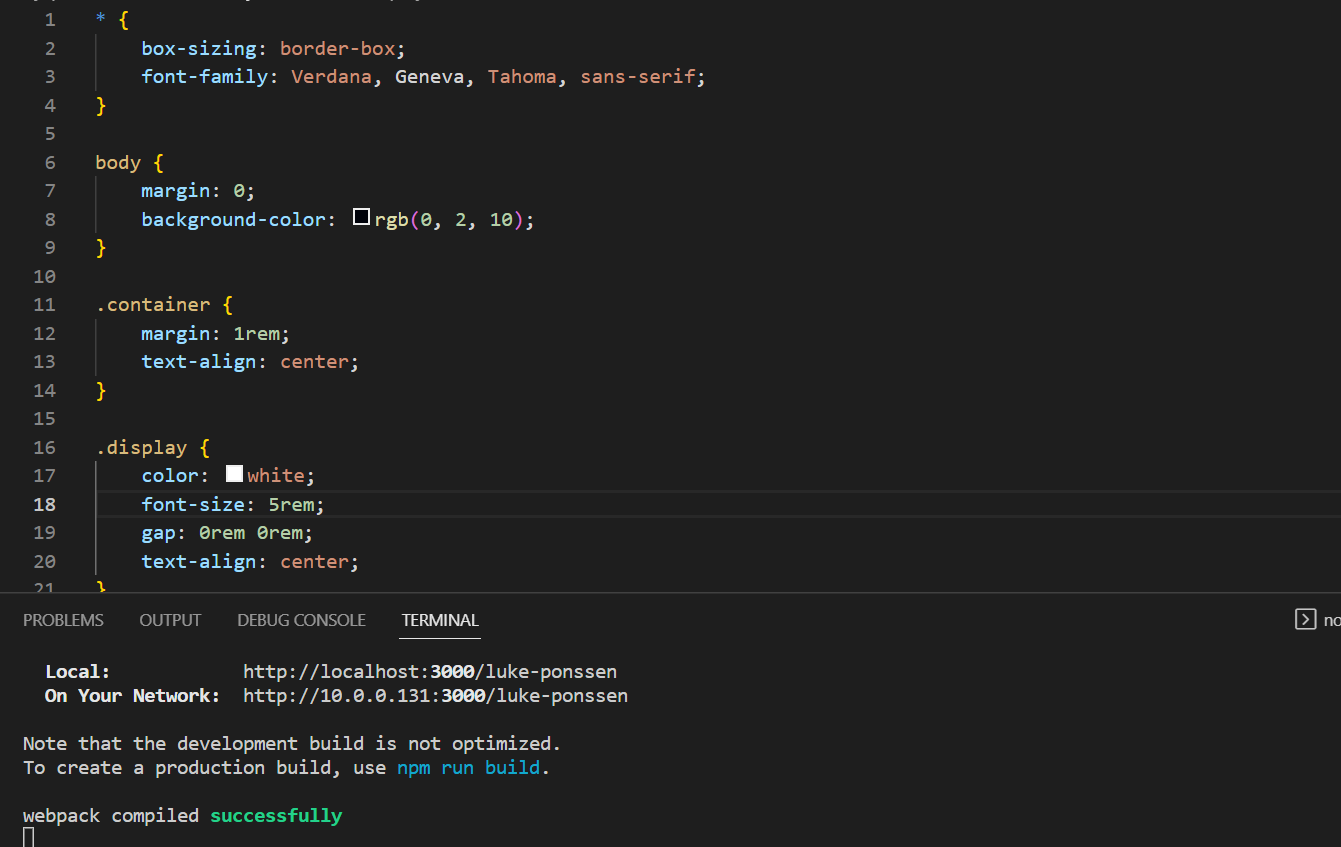 1 * {
2 box-sizing: border-box;
3 font-family: Verdana, Geneva, Tahoma, sans-serif;
4 }
5
6 body {
7 margin: 0;
8 background-color: rgb(0, 2, 10);
9 }
10
11 .container {
12 margin: 1rem;
13 text-align: center;
14 }
15
16 .display {
17 color: white;
18 font-size: 5rem;
19 gap: 0rem 0rem;
20 text-align: center;
21 }
PROBLEMS OUTPUT DEBUG CONSOLE TERMINAL
Local: http://localhost:3000/luke-ponssen
On Your Network: http://10.0.0.131:3000/luke-ponssen
Note that the development build is not optimized.
To create a production build, use npm run build.
webpack compiled successfully